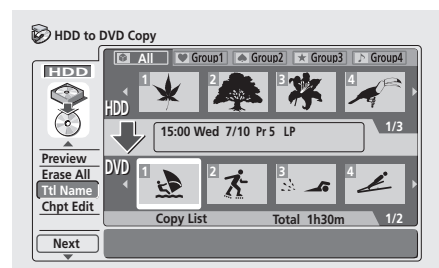 HDD to
DVD Copy
All Group1 Group2 Group3 Group4
HDD
HDD
1 2 3 4
15:00 Wed 7/10 Pr 5 LP
1/3
Preview
Erase All
Ttl Name
Chpt Edit
DVD
1 2 3 4
Copy List Total 1h30m 1/2
Next